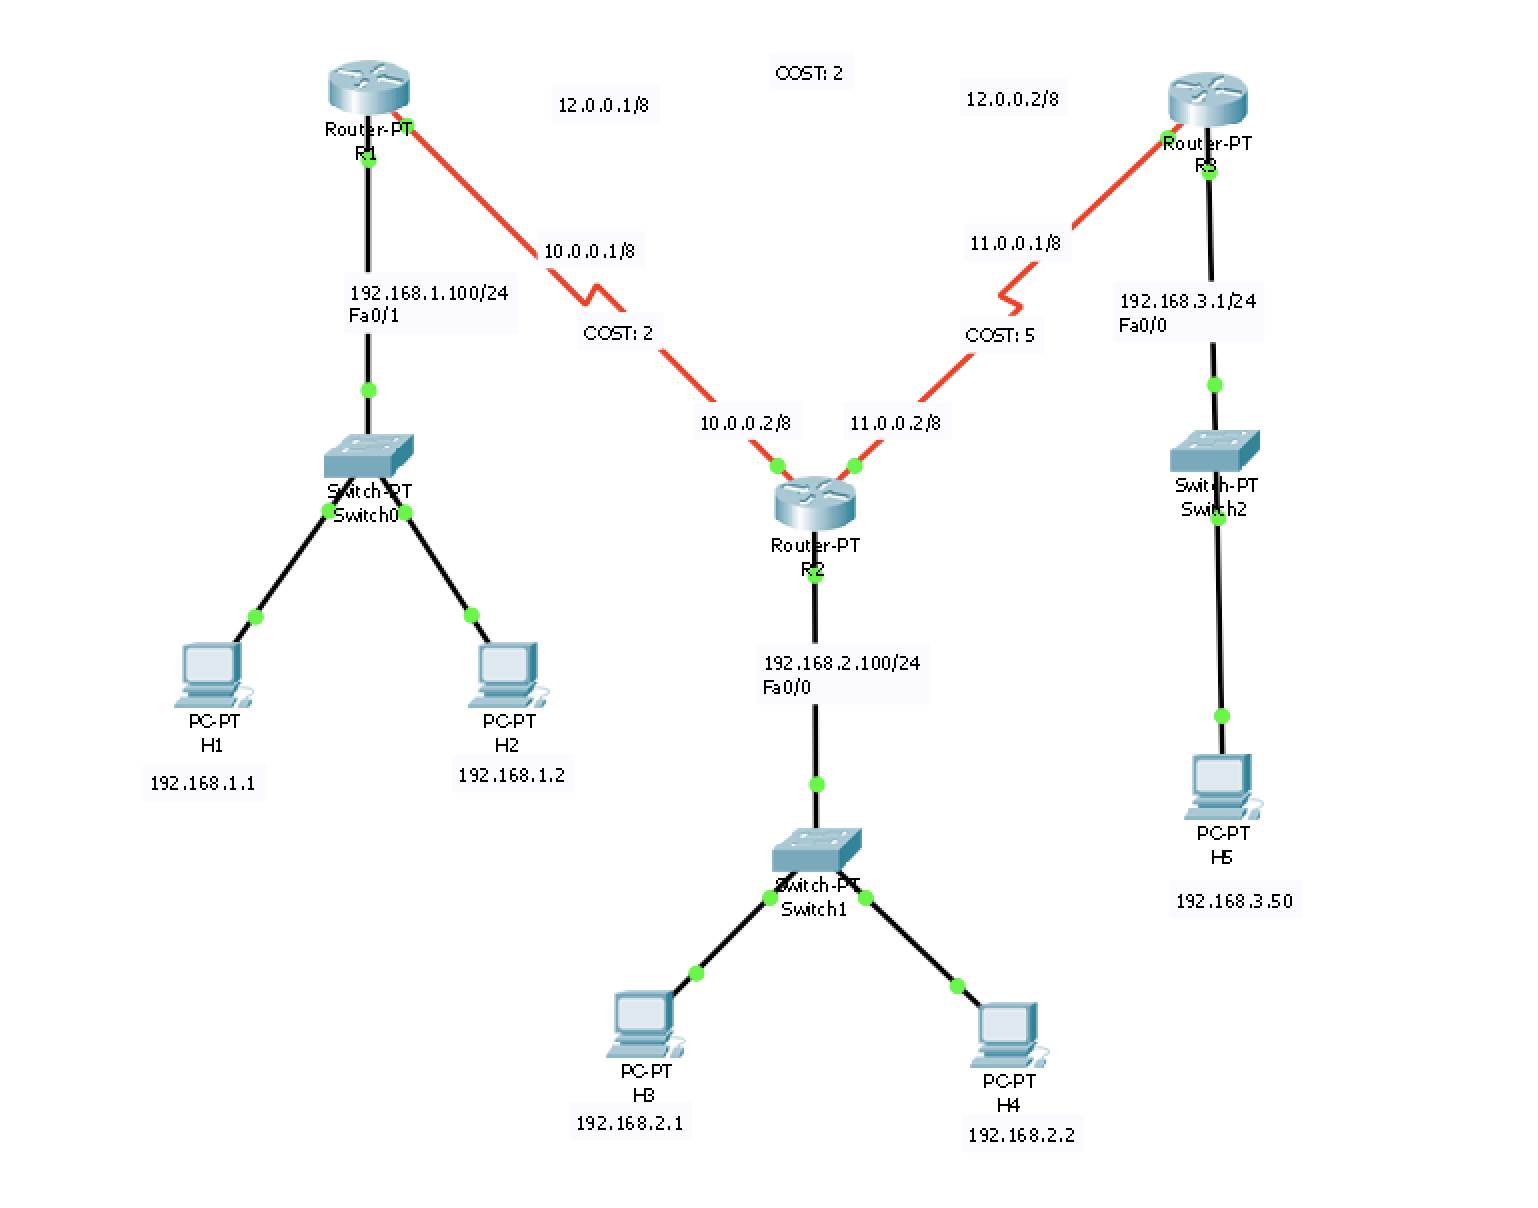 COST: 2
12.0.0.1/8
12.0.0.2/8
Router-PT
R1
Router-PT
R3
10.0.0.1/8
11.0.0.1/8
192.168.1.100/24
Fa0/1
192.168.3.1/24
Fa0/0
COST: 2
COST: 5
10.0.0.2/8
11.0.0.2/8
Switch-PT
Switch0
Switch-PT
Switch2
Router-PT
R2
192.168.2.100/24
Fa0/0
PC-PT
H1
192.168.1.1
PC-PT
H2
192.168.1.2
PC-PT
H5
192.168.3.50
Switch-PT
Switch1
PC-PT
H3
192.168.2.1
PC-PT
H4
192.168.2.2